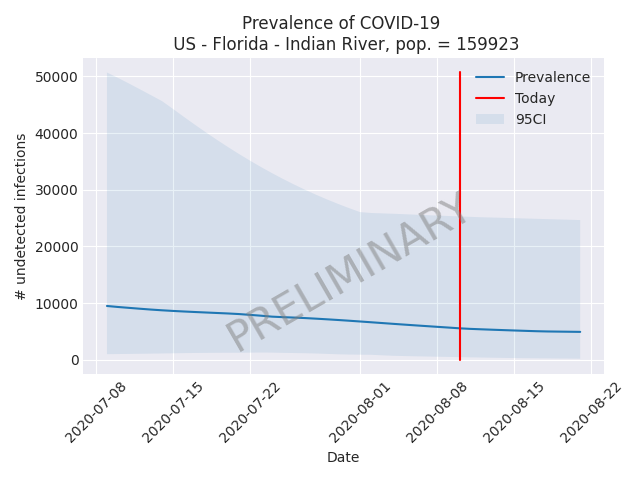 Prevalence of COVID-19
US - Florida - Indian River, pop. = 159923
50000
40000
30000
20000
10000
0
# undetected infections
Prevalence
Today
95CI
PRELIMINARY
2020-07-08
2020-07-15
2020-07-22
2020-08-01
2020-08-08
2020-08-15
2020-08-22
Date